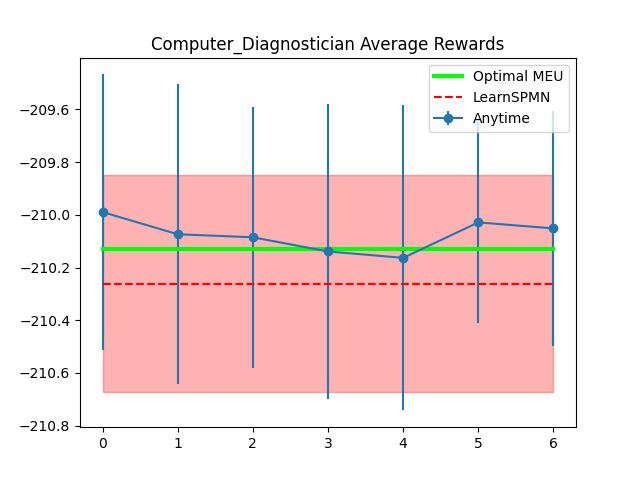 Computer_Diagnostician Average Rewards
Optimal MEU
LearnSPMN
Anytime
−209.6
−209.8
−210.0
−210.2
−210.4
−210.6
−210.8
0 1 2 3 4 5 6